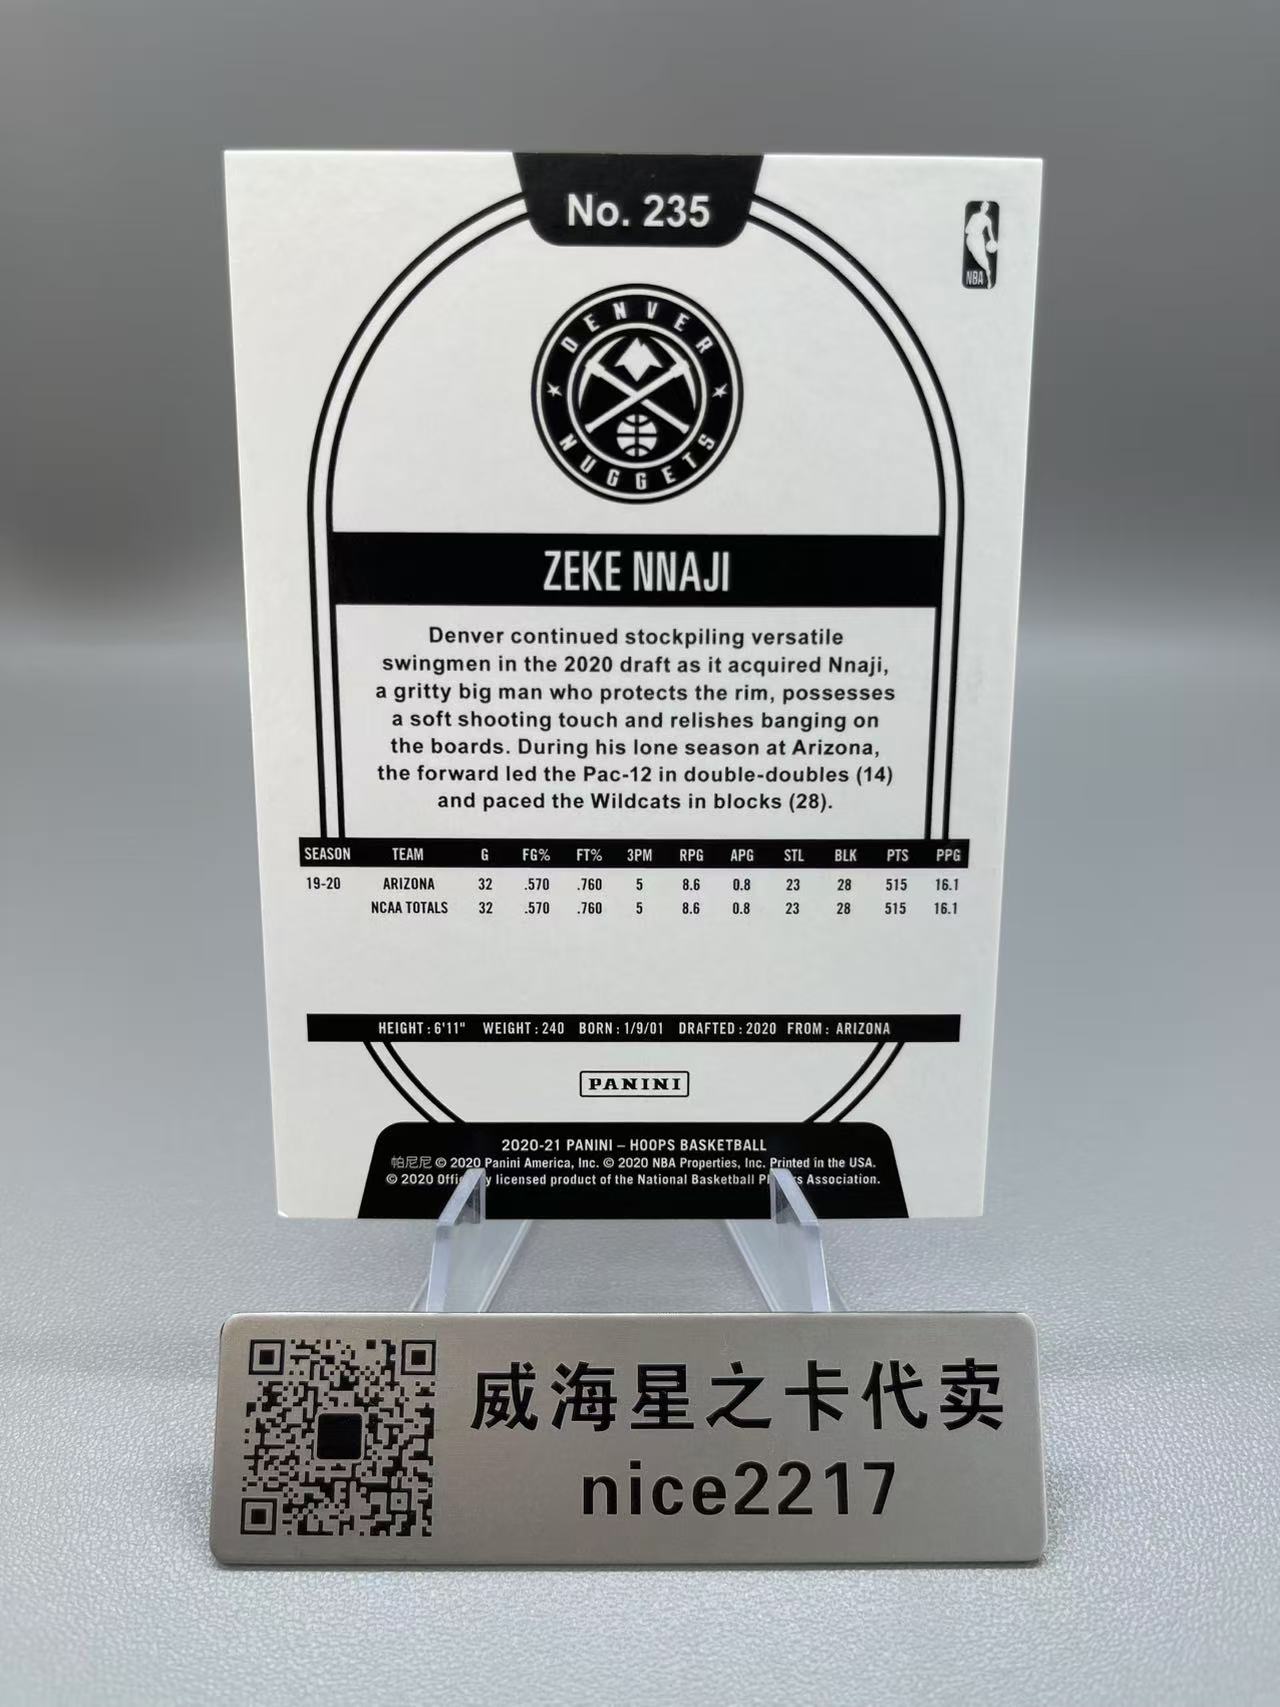 No. 235
NBA
DENVER
NUGGETS
ZEKE NNAJI
Denver continued stockpiling versatile
swingmen in the 2020 draft as it acquired Nnaji,
a gritty big man who protects the rim, possesses
a soft shooting touch and relishes banging on
the boards. During his lone season at Arizona,
the forward led the Pac-12 in double-doubles (14)
and paced the Wildcats in blocks (28).
SEASON TEAM G FG% FT% 3PM RPG APG STL BLK PTS PPG
19-20 ARIZONA 32 .570 .760 5 8.6 0.8 23 28 515 16.1
NCAA TOTALS 32 .570 .760 5 8.6 0.8 23 28 515 16.1
HEIGHT : 6'11" WEIGHT : 240 BORN : 1/9/01 DRAFTED : 2020 FROM : ARIZONA
PANINI
2020-21 PANINI – HOOPS BASKETBALL
帕尼尼 © 2020 Panini America, Inc. © 2020 NBA Properties, Inc. Printed in the USA.
© 2020 licensed product of the National Basketball Association.
威海星之卡代卖
nice2217